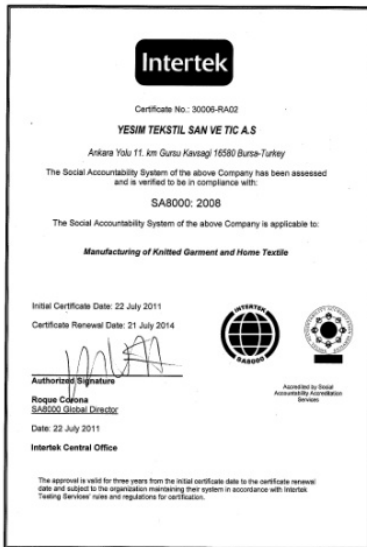 Intertek
Certificate No.: 30006-RA02
YESIM TEKSTIL SAN VE TIC A.S
Ankara Yolu 11. km Gursu Kavsagi 16580 Bursa-Turkey
The Social Accountability System of the above Company has been assessed
and is verified to be in compliance with:
SA8000: 2008
The Social Accountability System of the above Company is applicable to:
Manufacturing of Knitted Garment and Home Textile
Initial Certificate Date: 22 July 2011
Certificate Renewal Date: 21 July 2014
INTERTEK
SA8000
Authorized Signature
Roque Corona
SA8000 Global Director
Accredited by Social
Accountability Accreditation
Services
Date: 22 July 2011
Intertek Central Office
The approval is valid for three years from the initial certificate date to the certificate renewal
date and subject to the organization maintaining their system in accordance with Intertek
Testing Services' rules and regulations for certification.